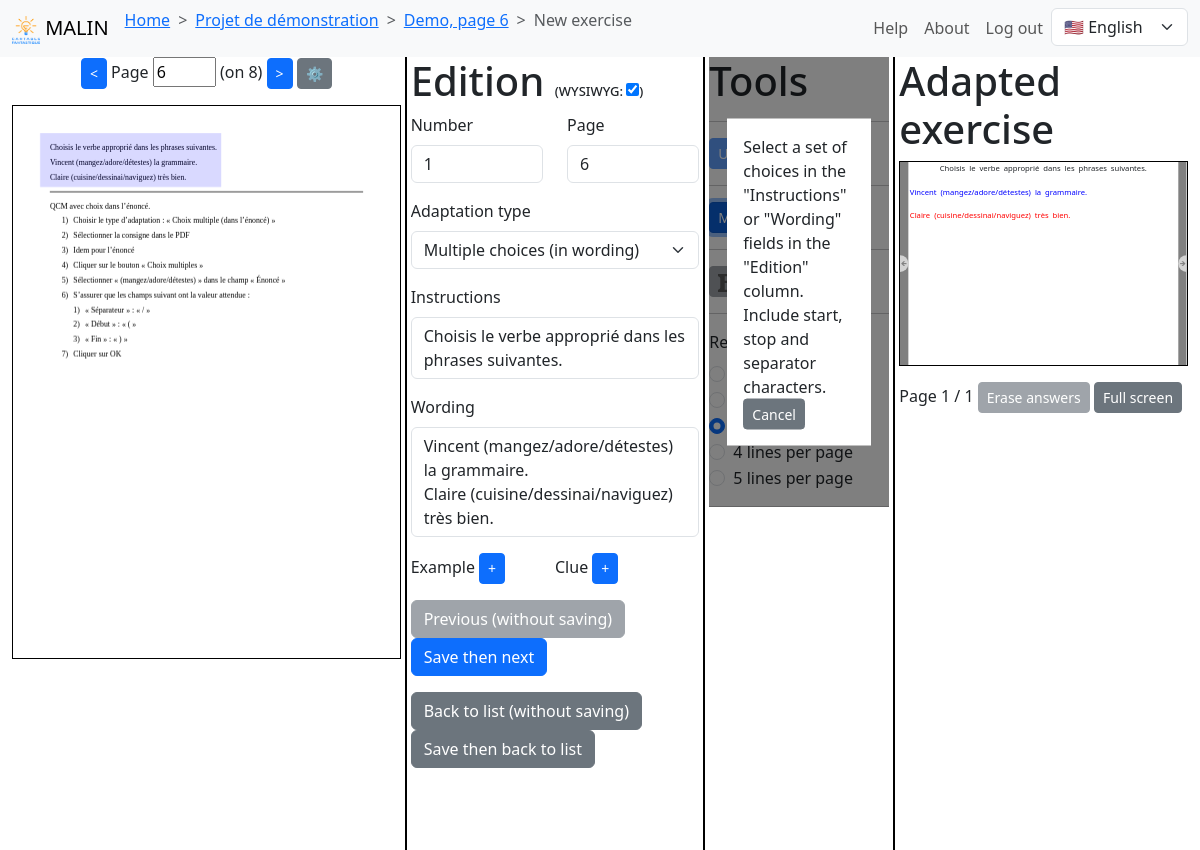 MALIN
Home > Projet de démonstration > Demo, page 6 > New exercise
Help About Log out English
< Page 6 (on 8) >
Choisis le verbe approprié dans les phrases suivantes.
Vincent (mangez/adore/détestes) la grammaire.
Claire (cuisine/dessinai/naviguez) très bien.
QCM avec choix dans l'énoncé.
1) Choisir le type d'adaptation : « Choix multiple (dans l'énoncé) »
2) Sélectionner la consigne dans le PDF
3) Idem pour l'énoncé
4) Cliquer sur le bouton « Choix multiples »
5) Sélectionner « (mangez/adore/détestes) » dans le champ « Énoncé »
6) S'assurer que les champs suivant ont la valeur attendue :
1) « Séparateur » : « / »
2) « Début » : « ( »
3) « Fin » : « ) »
7) Cliquer sur OK
Edition (WYSIWYG: )
Number
Page
1
6
Adaptation type
Multiple choices (in wording)
Instructions
Choisis le verbe approprié dans les
phrases suivantes.
Wording
Vincent (mangez/adore/détestes)
la grammaire.
Claire (cuisine/dessinai/naviguez)
très bien.
Example +
Clue +
Previous (without saving)
Save then next
Back to list (without saving)
Save then back to list
Tools
Select a set of
choices in the
"Instructions"
or "Wording"
fields in the
"Edition"
column.
Include start,
stop and
separator
characters.
Cancel
4 lines per page
5 lines per page
Adapted
exercise
Choisis le verbe approprié dans les phrases suivantes.
Vincent (mangez/adore/détestes) la grammaire.
Claire (cuisine/dessinai/naviguez) très bien.
Page 1 / 1 Erase answers Full screen